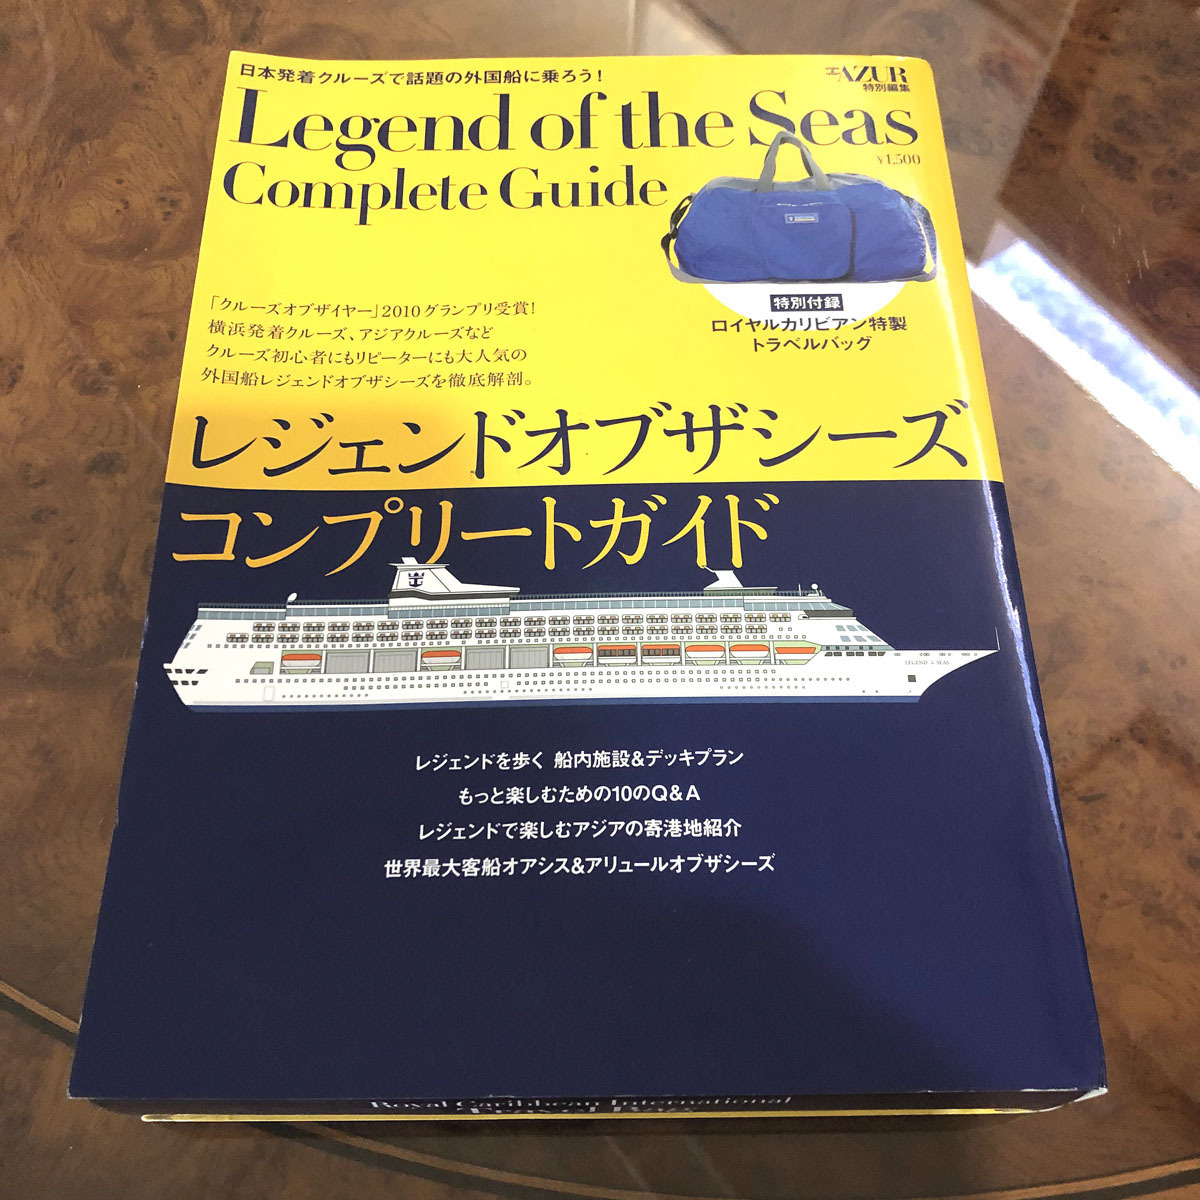 日本発着クルーズで話題の外国船に乗ろう!
AZUR
特別編集
Legend of the Seas
¥1,500
Complete Guide
特別付録
ロイヤルカリビアン特製
トラベルバッグ
「クルーズオブザイヤー」2010グランプリ受賞!
横浜発着クルーズ、アジアクルーズなど
クルーズ初心者にもリピーターにも大人気の
外国船レジェンドオブザシーズを徹底解剖。
レジェンドオブザシーズ
コンプリートガイド
LEGEND of the SEAS
レジェンドを歩く 船内施設&デッキプラン
もっと楽しむための10のQ&A
レジェンドで楽しむアジアの寄港地紹介
世界最大客船オアシス&アリュールオブザシーズ
Royal Caribbean International
Travel Bag